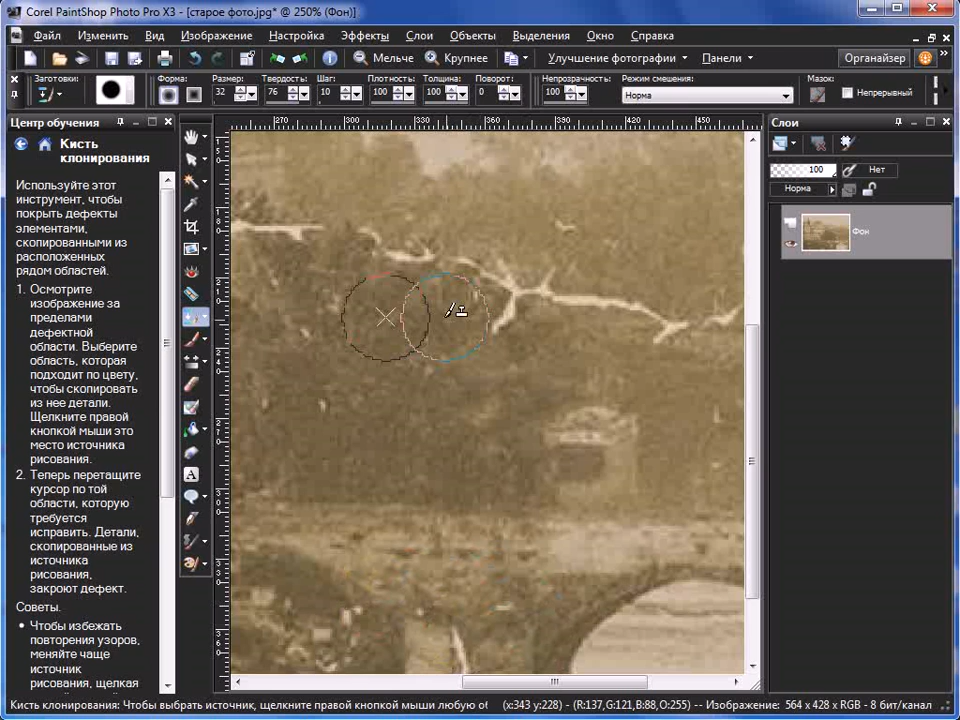 Corel PaintShop Photo Pro X3 - [старое фото.jpg* @ 250% (Фон)]
Файл Изменить Вид Изображение Настройка Эффекты Слои Объекты Выделения Окно Справка
Мельче Крупнее Улучшение фотографии Панели Органайзер
Заготовки: Форма: Размер: Твердость: Шаг: Плотность: Толщина: Поворот: Непрозрачность: Режим смешения: Мазок:
32 76 10 100 100 0 100 Норма Непрерывный
Центр обучения
270 300 330 360 390 420 450
Слои
Кисть
клонирования
100 Нет
Норма
Фон
Используйте этот
инструмент, чтобы
покрыть дефекты
элементами,
скопированными из
расположенных
рядом областей.
1. Осмотрите
изображение за
пределами
дефектной
области. Выберите
область, которая
подходит по цвету,
чтобы скопировать
из нее детали.
Щелкните правой
кнопкой мыши это
место источника
рисования.
2. Теперь перетащите
курсор по той
области, которую
требуется
исправить. Детали,
скопированные из
источника
рисования,
закроют дефект.
Советы.
• Чтобы избежать
повторения узоров,
меняйте чаще
источник
рисования, щелкая
Кисть клонирования: Чтобы выбрать источник, щелкните правой кнопкой мыши любую об
(x:343 y:228) - (R:137,G:121,B:88,O:255) -- Изображение: 564 x 428 x RGB - 8 бит/канал